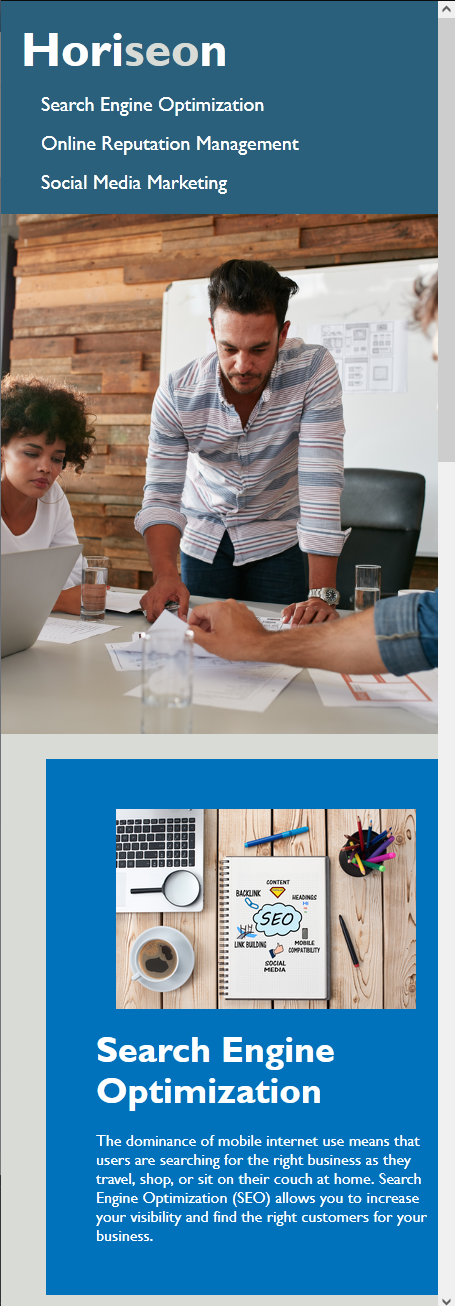 Horiseon
Search Engine Optimization
Online Reputation Management
Social Media Marketing
CONTENT
BACKLINK
HEADINGS
SEO
LINK BUILDING
MOBILE
COMPATIBILITY
SOCIAL
MEDIA
Search Engine
Optimization
The dominance of mobile internet use means that
users are searching for the right business as they
travel, shop, or sit on their couch at home. Search
Engine Optimization (SEO) allows you to increase
your visibility and find the right customers for your
business.